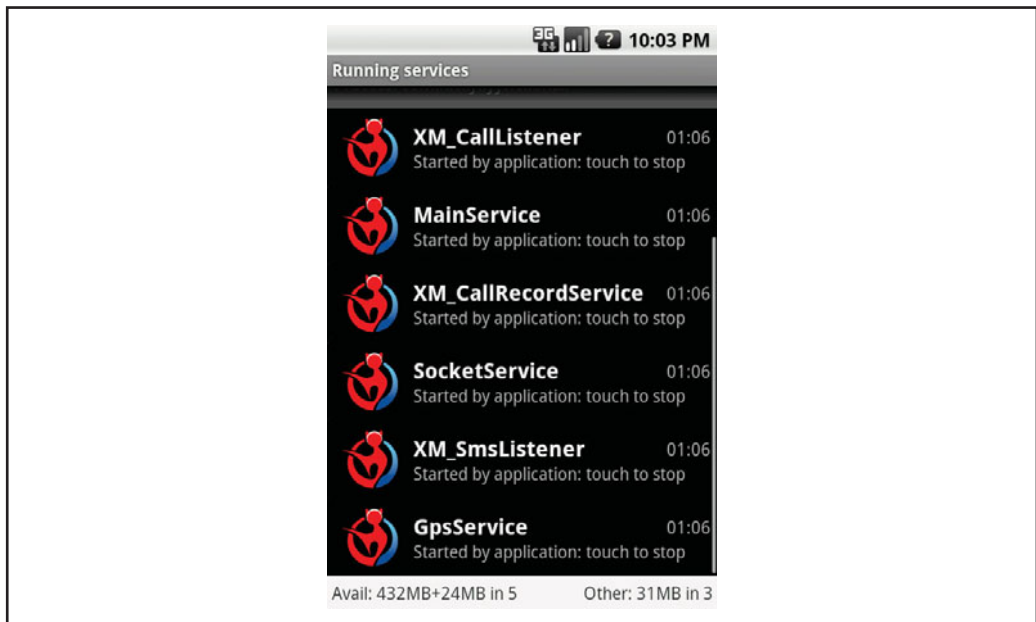 3G 10:03 PM
Running services
XM_CallListener 01:06
Started by application: touch to stop
MainService 01:06
Started by application: touch to stop
XM_CallRecordService 01:06
Started by application: touch to stop
SocketService 01:06
Started by application: touch to stop
XM_SmsListener 01:06
Started by application: touch to stop
GpsService 01:06
Started by application: touch to stop
Avail: 432MB+24MB in 5 Other: 31MB in 3